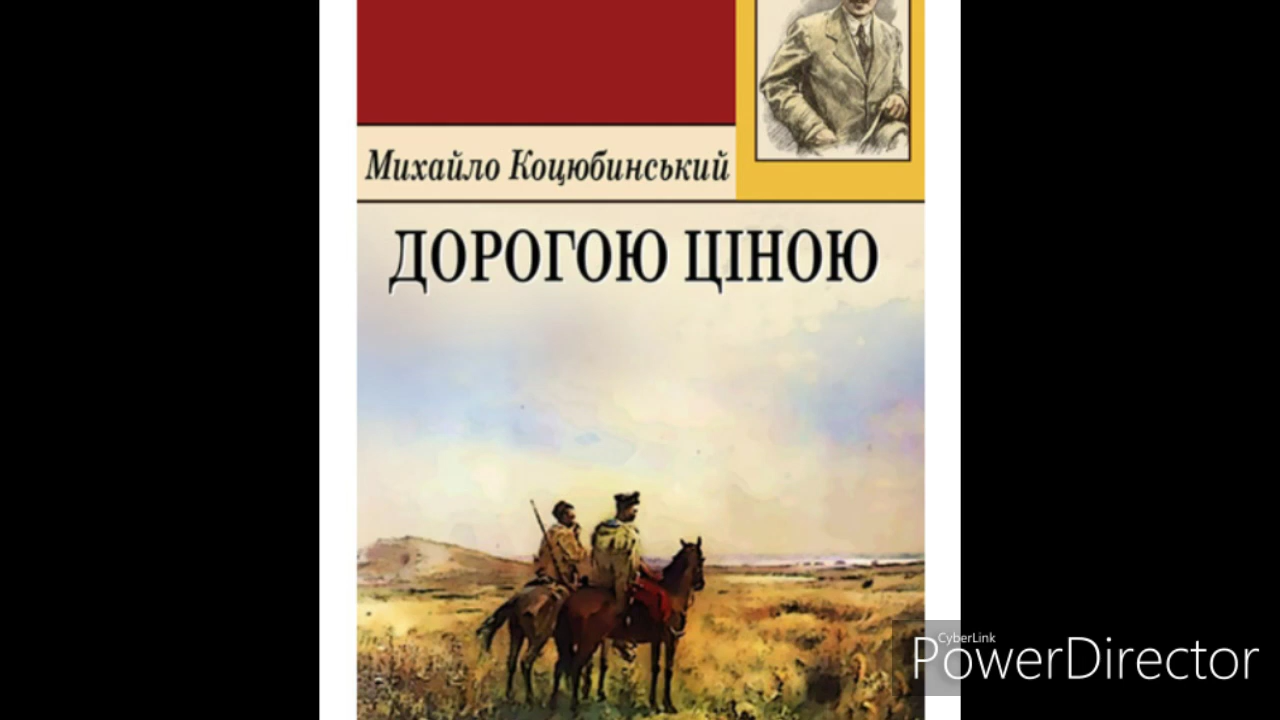 Михайло Коцюбинський
ДОРОГОЮ ЦІНОЮ
CyberLink
PowerDirector